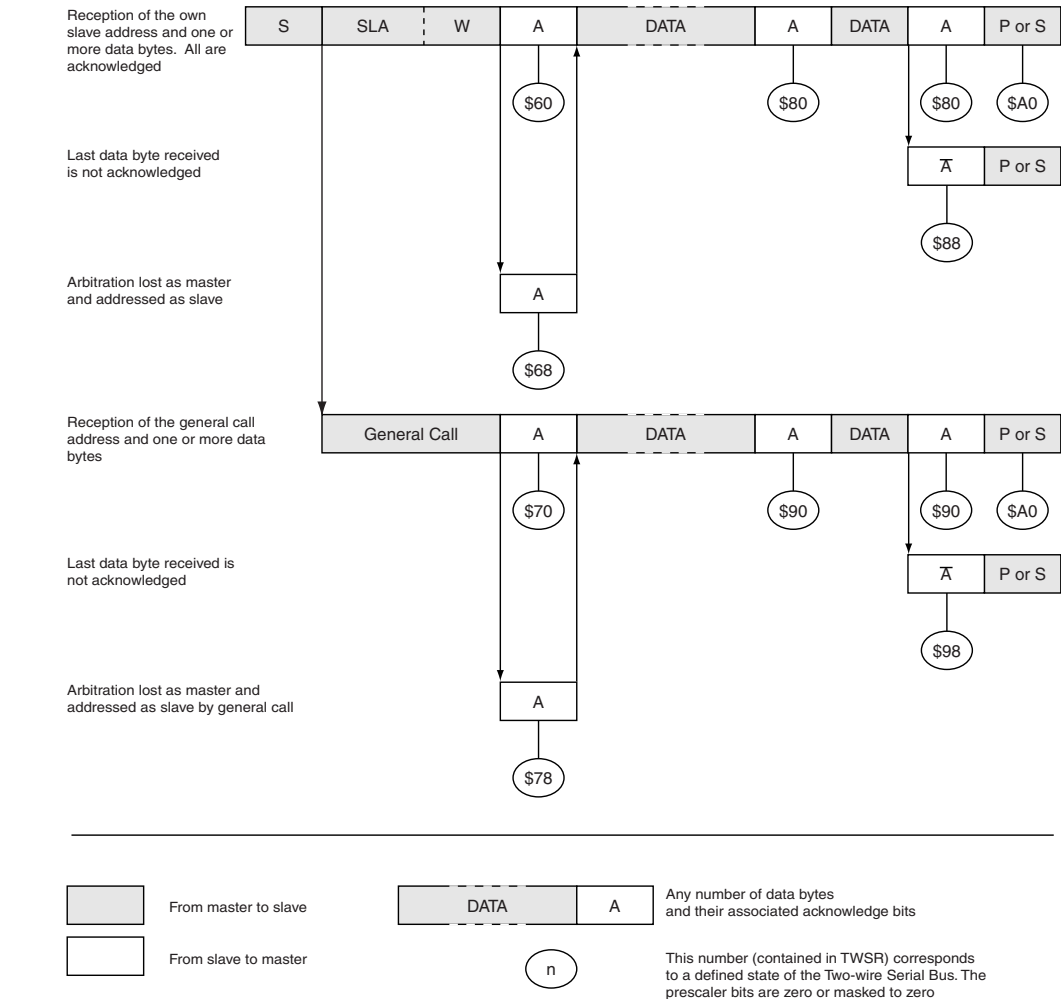 Reception of the own
slave address and one or
more data bytes. All are
acknowledged
S SLA W A DATA A DATA A P or S
$60 $80 $80 $A0
Last data byte received
is not acknowledged
A̅ P or S
$88
Arbitration lost as master
and addressed as slave
A
$68
Reception of the general call
address and one or more data
bytes
General Call A DATA A DATA A P or S
$70 $90 $90 $A0
Last data byte received is
not acknowledged
A̅ P or S
$98
Arbitration lost as master and
addressed as slave by general call
A
$78
From master to slave
DATA A
Any number of data bytes
and their associated acknowledge bits
From slave to master
n
This number (contained in TWSR) corresponds
to a defined state of the Two-wire Serial Bus. The
prescaler bits are zero or masked to zero